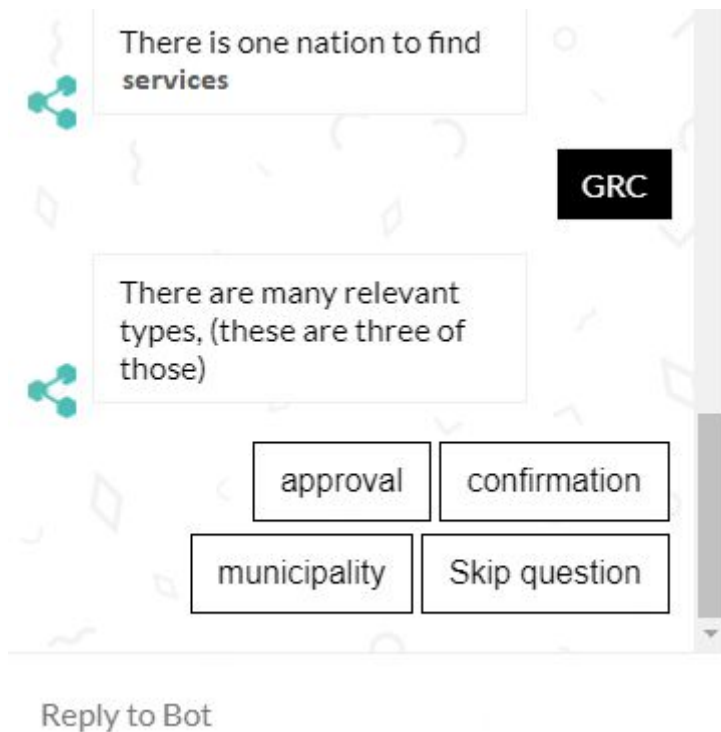 There is one nation to find
services
GRC
There are many relevant
types, (these are three of
those)
approval
confirmation
municipality
Skip question
Reply to Bot